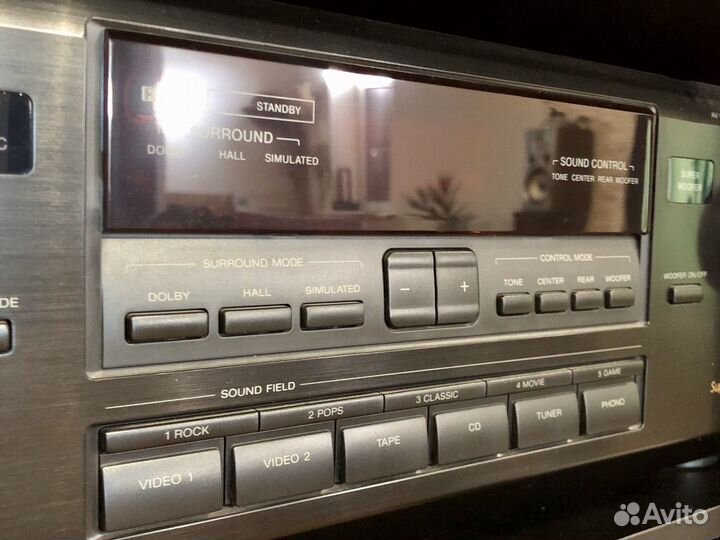 STANDBY
SURROUND
HALL SIMULATED
SOUND CONTROL
TONE CENTER REAR WOOFER
SUPER
WOOFER
SURROUND MODE
CONTROL MODE
DOLBY HALL SIMULATED
- +
TONE CENTER REAR WOOFER
WOOFER ON/OFF
SOUND FIELD
1 ROCK 2 POPS 3 CLASSIC 4 MOVIE 5 GAME
VIDEO 1 VIDEO 2 TAPE CD TUNER PHONO
Avito